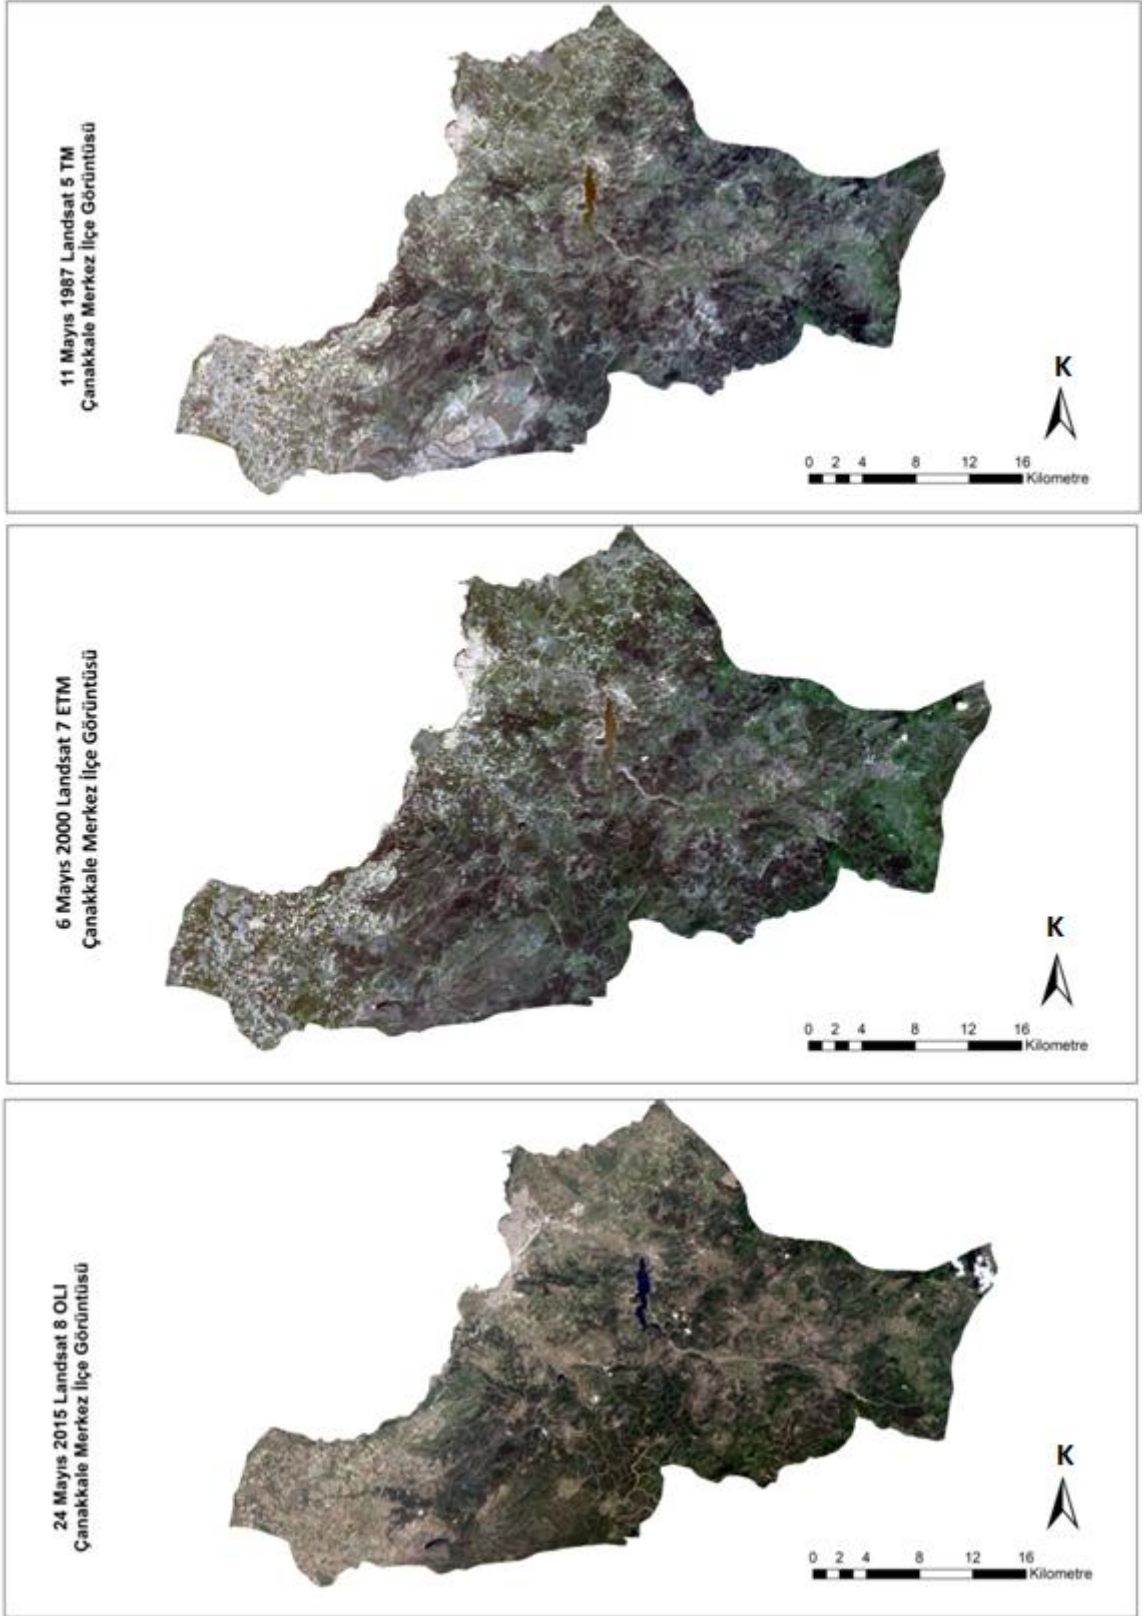 11 Mayıs 1987 Landsat 5 TM
Çanakkale Merkez İlçe Görüntüsü
K
0 2 4 8 12 16
Kilometre
6 Mayıs 2000 Landsat 7 ETM
Çanakkale Merkez İlçe Görüntüsü
K
0 2 4 8 12 16
Kilometre
24 Mayıs 2015 Landsat 8 OLI
Çanakkale Merkez İlçe Görüntüsü
K
0 2 4 8 12 16
Kilometre